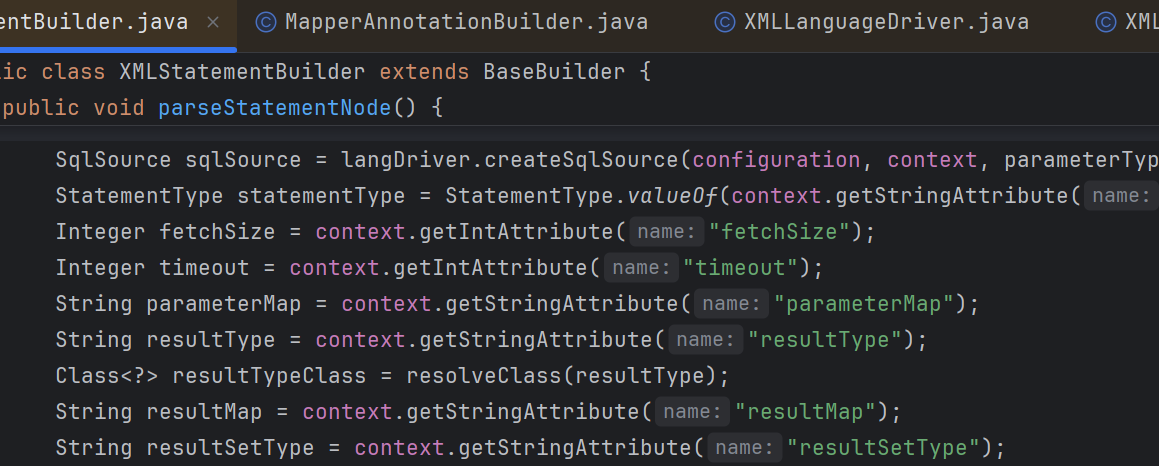 entBuilder.java × MapperAnnotationBuilder.java XMLLanguageDriver.java XML
lic class XMLStatementBuilder extends BaseBuilder {
public void parseStatementNode() {
SqlSource sqlSource = langDriver.createSqlSource(configuration, context, parameterTyp
StatementType statementType = StatementType.valueOf(context.getStringAttribute( name:
Integer fetchSize = context.getIntAttribute( name: "fetchSize");
Integer timeout = context.getIntAttribute( name: "timeout");
String parameterMap = context.getStringAttribute( name: "parameterMap");
String resultType = context.getStringAttribute( name: "resultType");
Class<?> resultTypeClass = resolveClass(resultType);
String resultMap = context.getStringAttribute( name: "resultMap");
String resultSetType = context.getStringAttribute( name: "resultSetType");